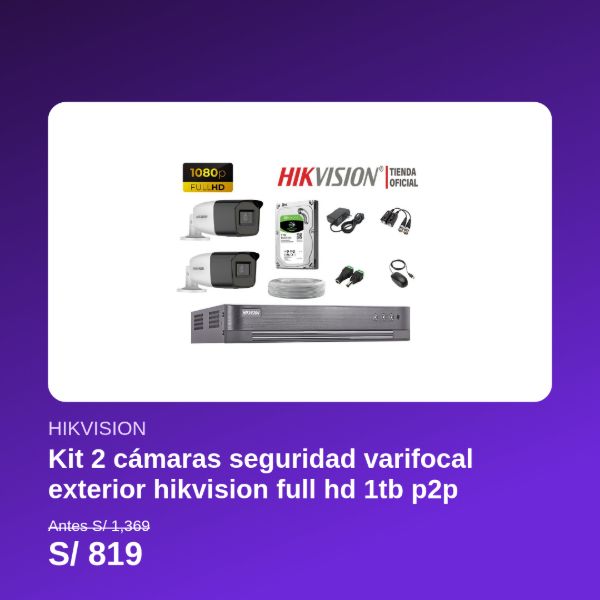 1080p
FULL HD
HIKVISION® TIENDA
OFICIAL
HIKVISION
HIKVISION
Kit 2 cámaras seguridad varifocal
exterior hikvision full hd 1tb p2p
Antes S/ 1,369
S/ 819